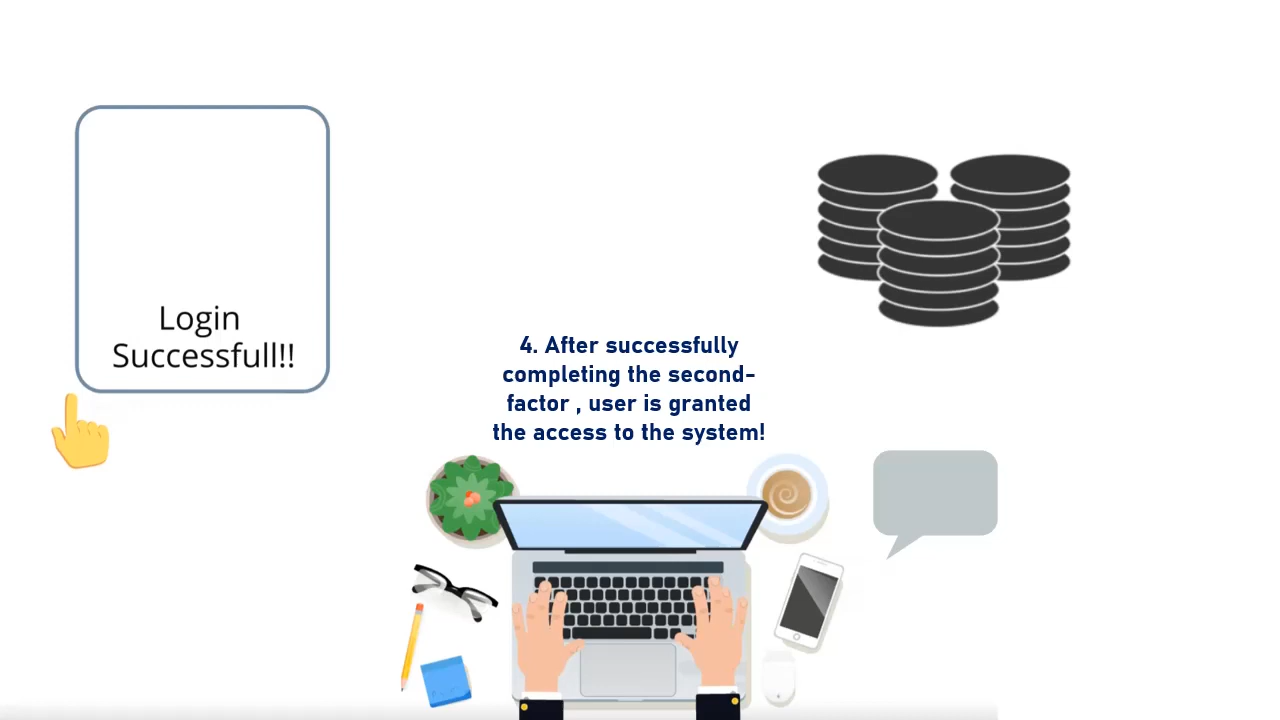 Login
Successfull!!
4. After successfully
completing the second-
factor , user is granted
the access to the system!